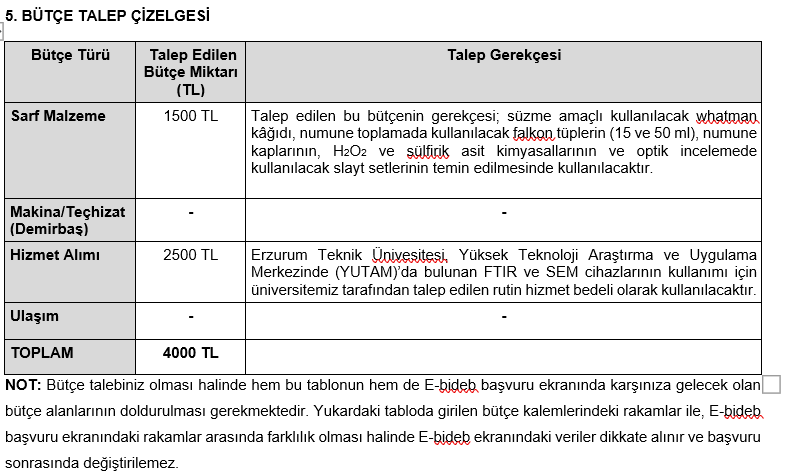 5. BÜTÇE TALEP ÇİZELGESİ
Bütçe Türü
Talep Edilen
Bütçe Miktarı
(TL)
Talep Gerekçesi
Sarf Malzeme
1500 TL
Talep edilen bu bütçenin gerekçesi; süzme amaçlı kullanılacak whatman
kâğıdı, numune toplamada kullanılacak falkon tüplerin (15 ve 50 ml), numune
kaplarının, H2O2 ve sülfirik asit kimyasallarının ve optik incelemede
kullanılacak slayt setlerinin temin edilmesinde kullanılacaktır.
Makina/Teçhizat
(Demirbaş)
-
-
Hizmet Alımı
2500 TL
Erzurum Teknik Ünivesitesi, Yüksek Teknoloji Araştırma ve Uygulama
Merkezinde (YUTAM)’da bulunan FTIR ve SEM cihazlarının kullanımı için
üniversitemiz tarafından talep edilen rutin hizmet bedeli olarak kullanılacaktır.
Ulaşım
-
-
TOPLAM
4000 TL
NOT: Bütçe talebiniz olması halinde hem bu tablonun hem de E-bideb başvuru ekranında karşınıza gelecek olan
bütçe alanlarının doldurulması gerekmektedir. Yukardaki tabloda girilen bütçe kalemlerindeki rakamlar ile, E-bideb
başvuru ekranındaki rakamlar arasında farklılık olması halinde E-bideb ekranındaki veriler dikkate alınır ve başvuru
sonrasında değiştirilemez.